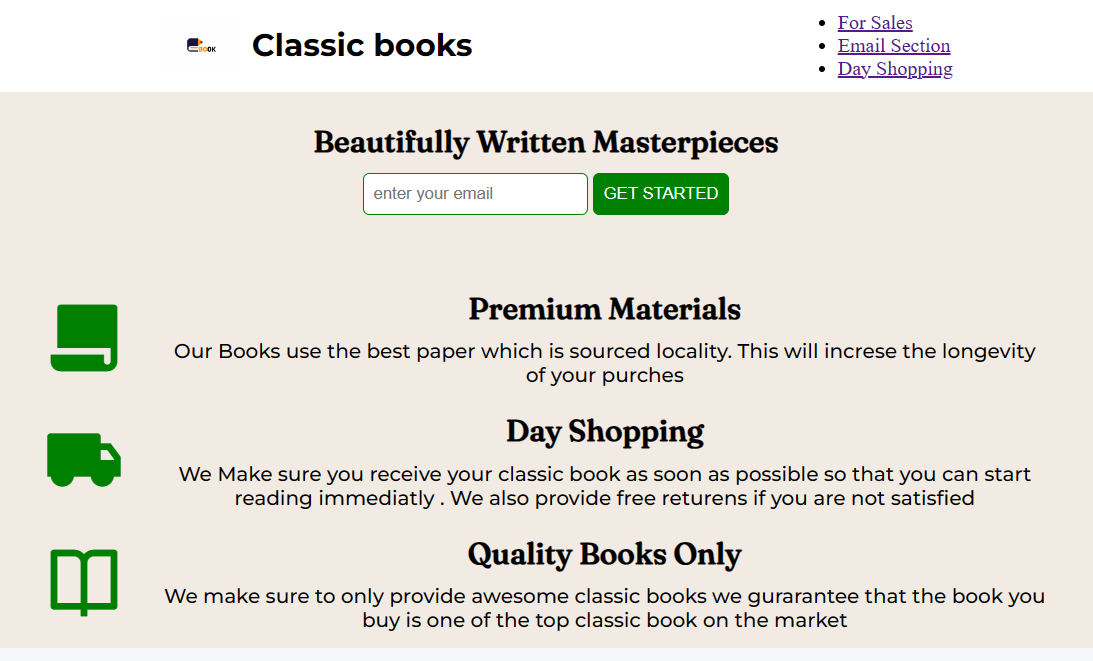 BOOK
Classic books
For Sales
Email Section
Day Shopping
Beautifully Written Masterpieces
enter your email
GET STARTED
Premium Materials
Our Books use the best paper which is sourced locality. This will increse the longevity
of your purches
Day Shopping
We Make sure you receive your classic book as soon as possible so that you can start
reading immediatly . We also provide free returens if you are not satisfied
Quality Books Only
We make sure to only provide awesome classic books we gurarantee that the book you
buy is one of the top classic book on the market